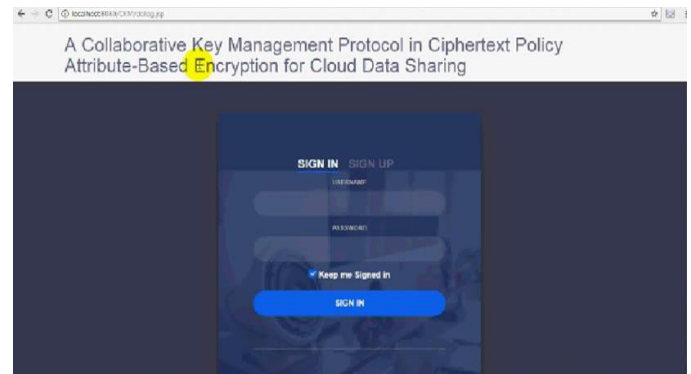 A Collaborative Key Management Protocol in Ciphertext Policy
Attribute-Based Encryption for Cloud Data Sharing
SIGN IN SIGN UP
USERNAME
PASSWORD
Keep me Signed in
SIGN IN